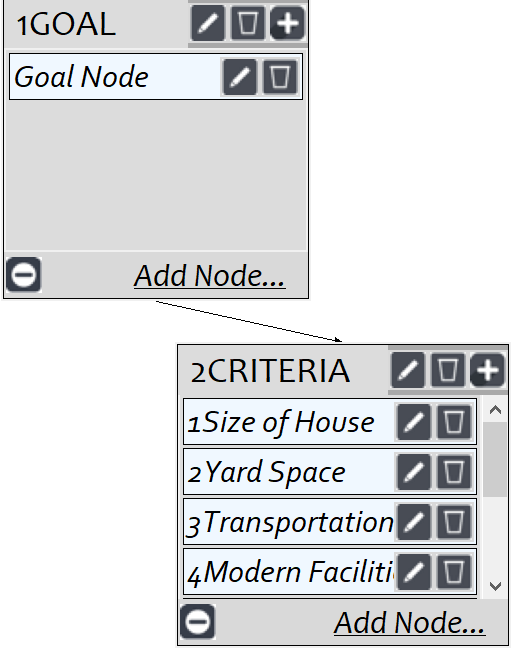 1GOAL
Goal Node
Add Node...
2CRITERIA
1Size of House
2Yard Space
3Transportation
4Modern Faciliti
Add Node...